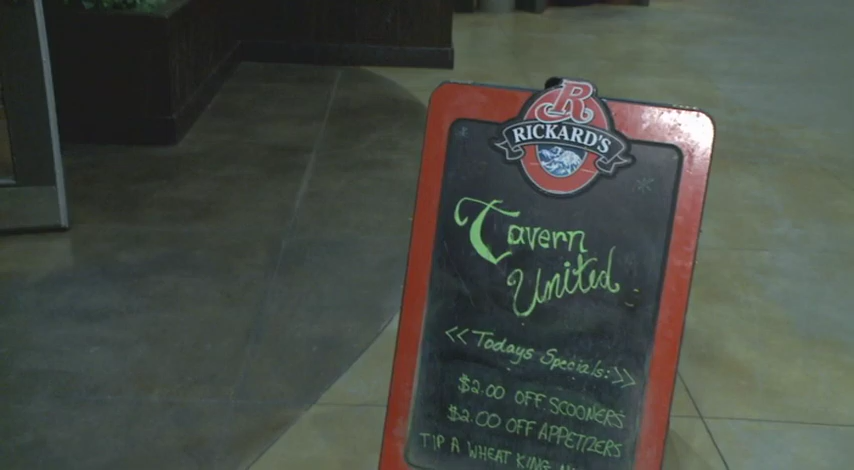 R
RICKARD'S
Tavern
United
<< Todays Specials: >>
$2.00 OFF SCOONERS
$2.00 OFF APPETIZERS
TIP A WHEAT KING